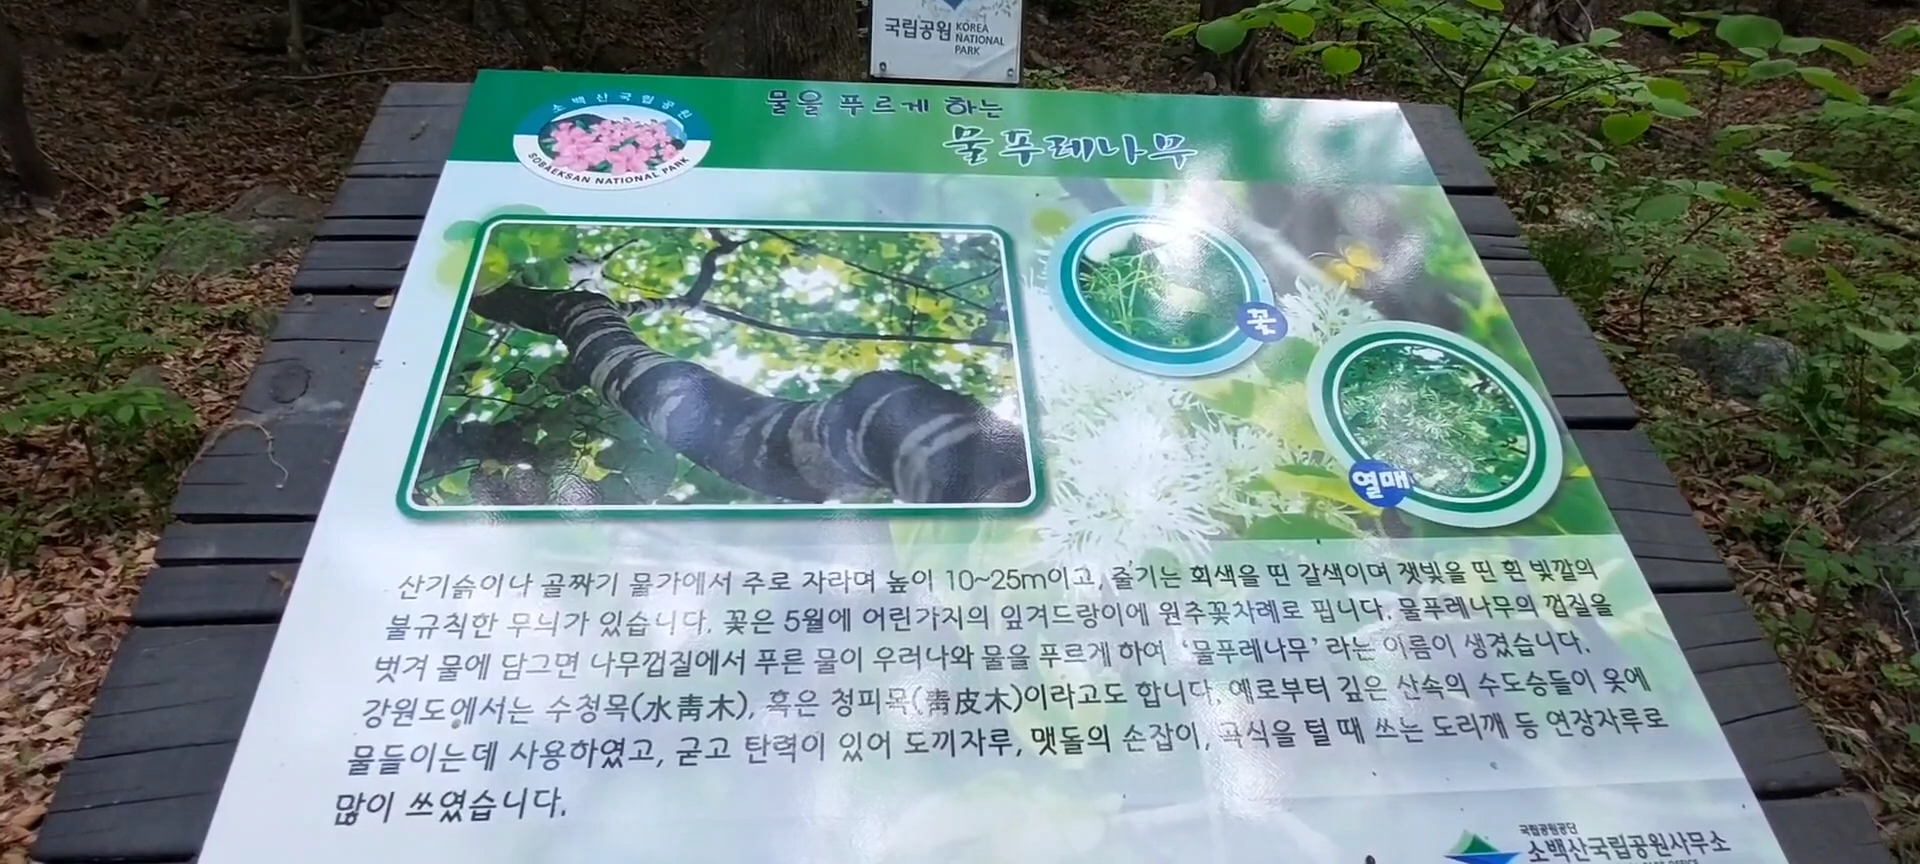 국립공원 KOREA
NATIONAL
PARK
소백산국립공원
SOBAEKSAN NATIONAL PARK
물을 푸르게 하는
물푸레나무
꽃
열매
산기슭이나 골짜기 물가에서 주로 자라며 높이 10~25m이고, 줄기는 회색을 띤 갈색이며 잿빛을 띤 흰 빛깔의
불규칙한 무늬가 있습니다. 꽃은 5월에 어린가지의 잎겨드랑이에 원추꽃차례로 핍니다. 물푸레나무의 껍질을
벗겨 물에 담그면 나무껍질에서 푸른 물이 우러나와 물을 푸르게 하여 ‘물푸레나무’라는 이름이 생겼습니다.
강원도에서는 수청목(水靑木), 혹은 청피목(靑皮木)이라고도 합니다. 예로부터 깊은 산속의 수도승들이 옷에
물들이는데 사용하였고, 굳고 탄력이 있어 도끼자루, 맷돌의 손잡이, 곡식을 털 때 쓰는 도리깨 등 연장자루로
많이 쓰였습니다.
국립공원공단
소백산국립공원사무소